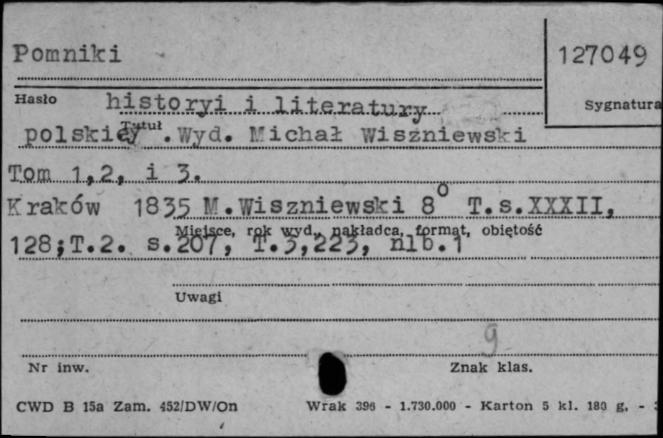 Pomniki
127049
Hasło
Sygnatura
historyi i literatury
Tytuł
polskiéy .Wyd. Michał Wiszniewski
Tom 1,2, i 3.
Kraków 1835 M.Wiszniewski 8° T.s.XXXII,
Miejsce, rok wyd., nakładca, format, objętość
128;T.2. s.207, T.3,223, nlb.1
Uwagi
9
Nr inw.
Znak klas.
CWD B 15a Zam. 452/DW/On
Wrak 396 - 1.730.000 - Karton 5 kl. 180 g, -